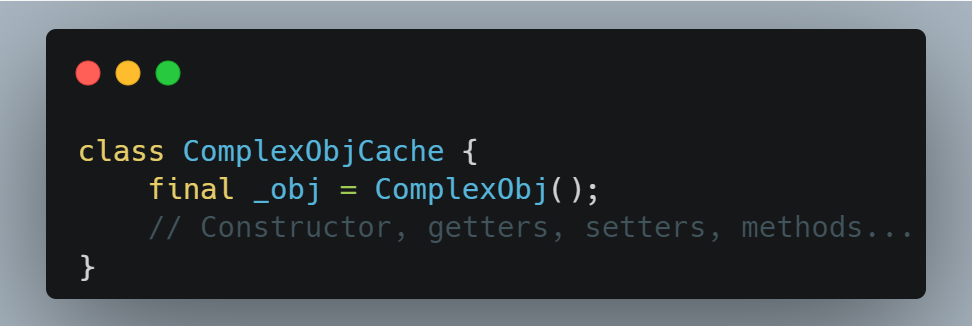 class ComplexObjCache {
    final _obj = ComplexObj();
    // Constructor, getters, setters, methods...
}